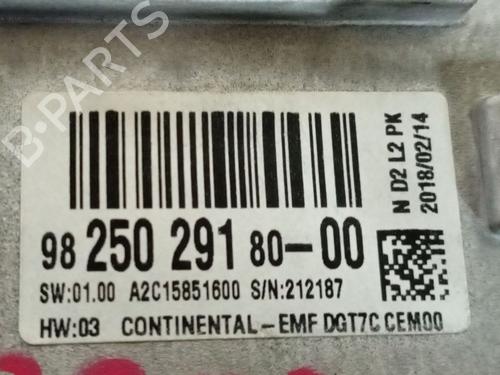 B-PARTS
98 250 291 80-00
SW:01.00 A2C15851600 S/N:212187
HW:03 CONTINENTAL-EMF DGT7C CEM00
N D2 L2 PK
2018/02/14